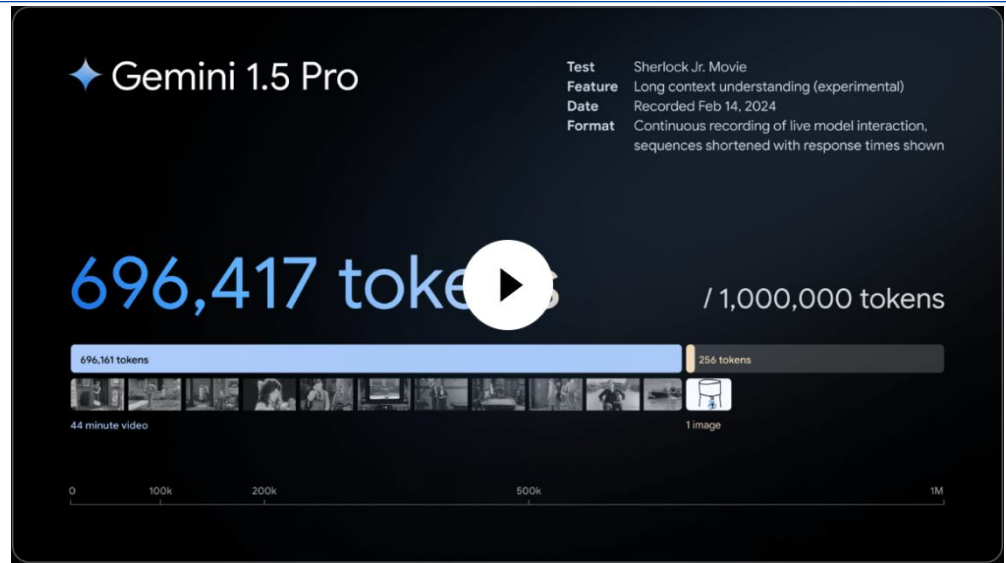 Gemini 1.5 Pro
Test Sherlock Jr. Movie
Feature Long context understanding (experimental)
Date Recorded Feb 14, 2024
Format Continuous recording of live model interaction,
sequences shortened with response times shown
696,417 tokens / 1,000,000 tokens
696,161 tokens 256 tokens
44 minute video 1 image
0 100k 200k 500k 1M